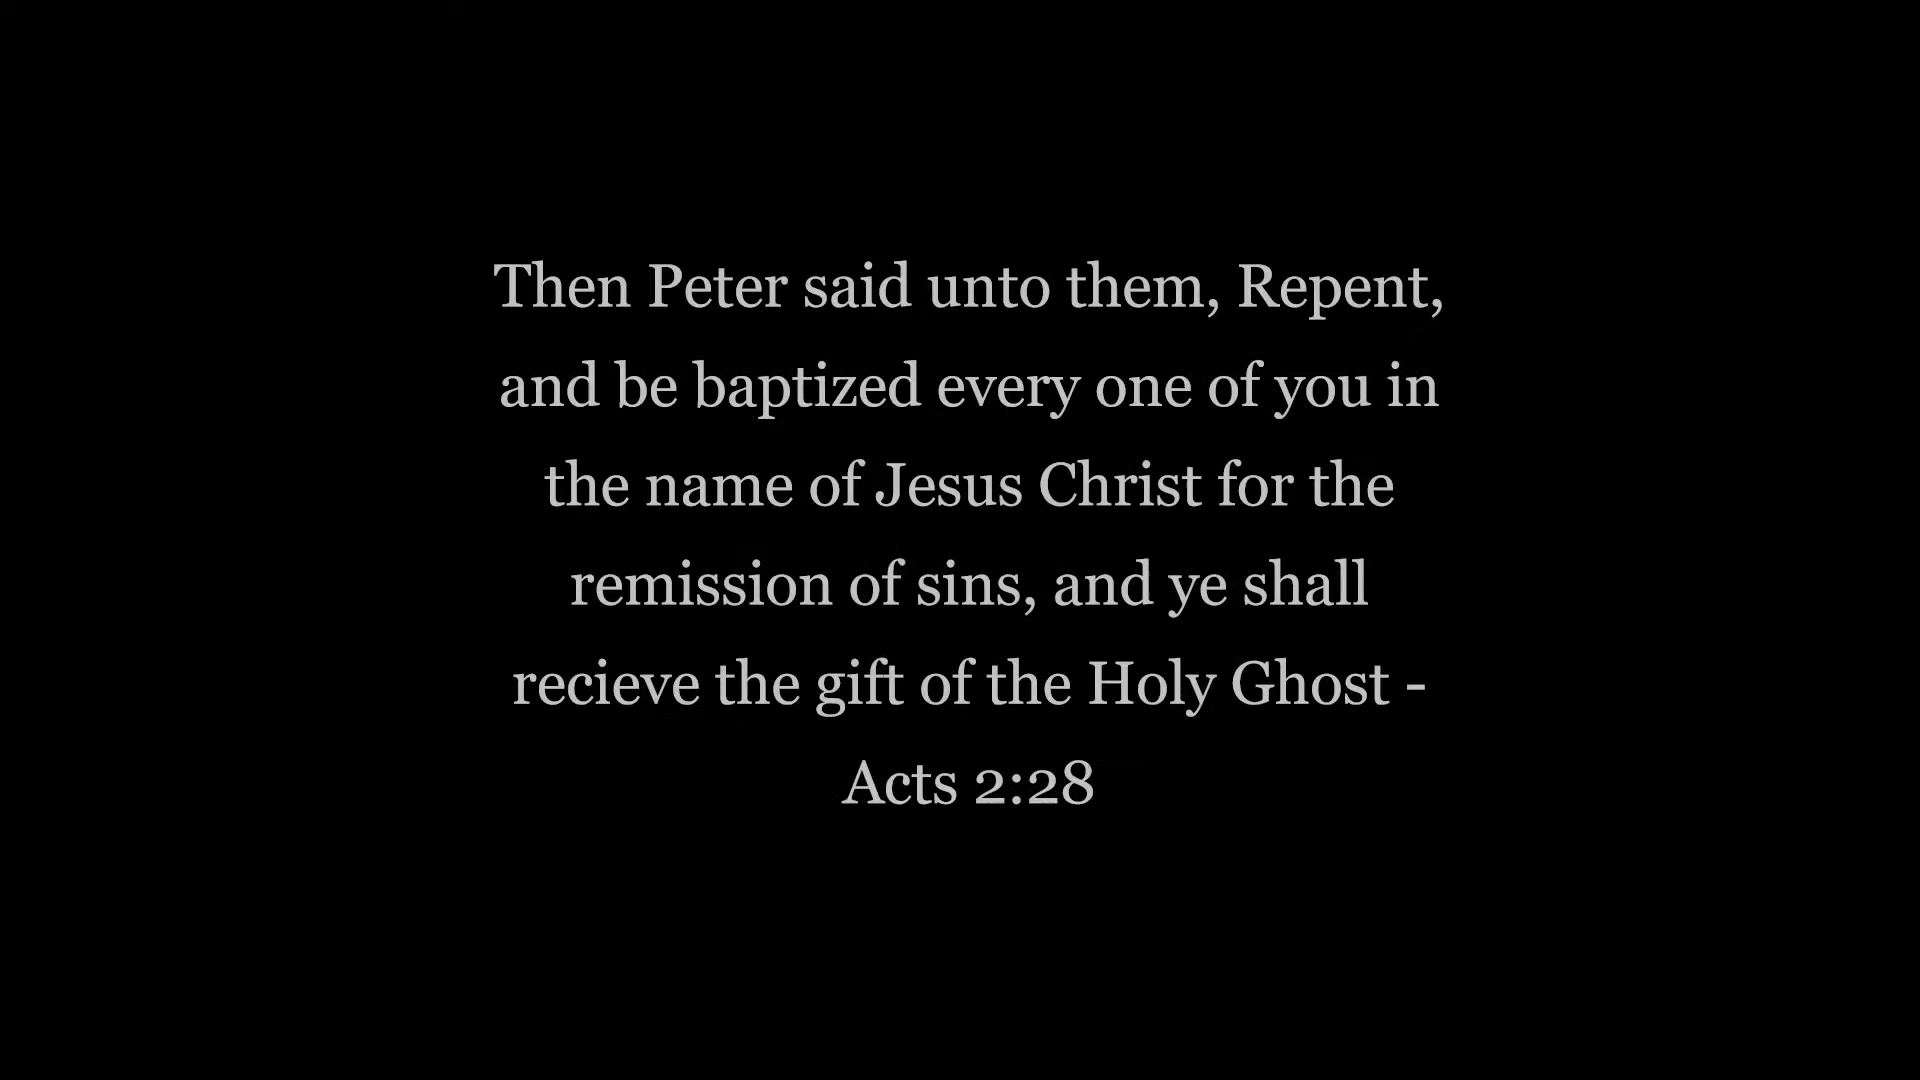 Then Peter said unto them, Repent,
and be baptized every one of you in
the name of Jesus Christ for the
remission of sins, and ye shall
recieve the gift of the Holy Ghost -
Acts 2:28